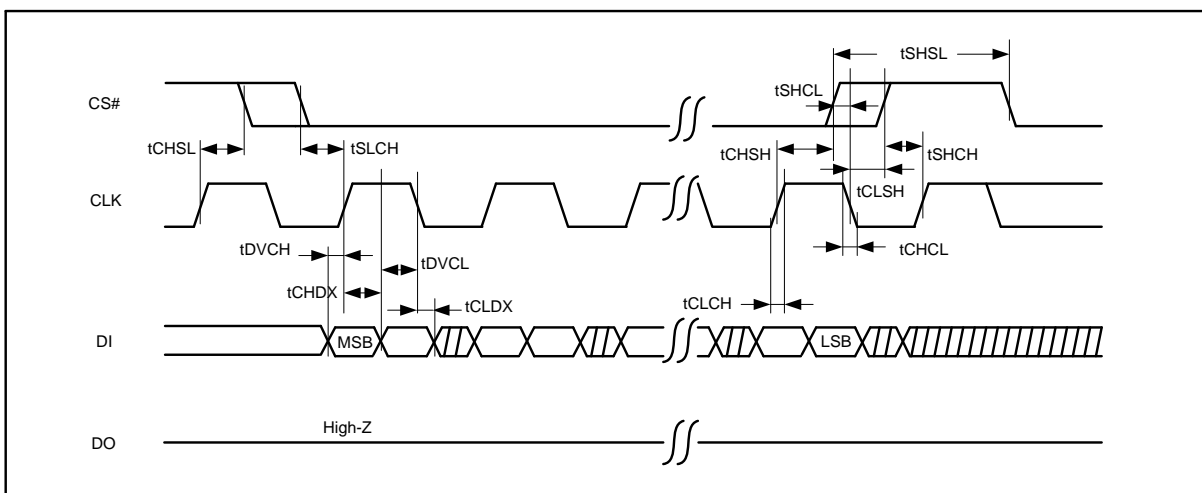 tSHSL
CS#
tSHCL
tCHSL
tSLCH
tCHSH
tSHCH
CLK
tCLSH
tDVCH
tDVCL
tCHCL
tCHDX
tCLDX
tCLCH
DI
MSB
LSB
High-Z
DO